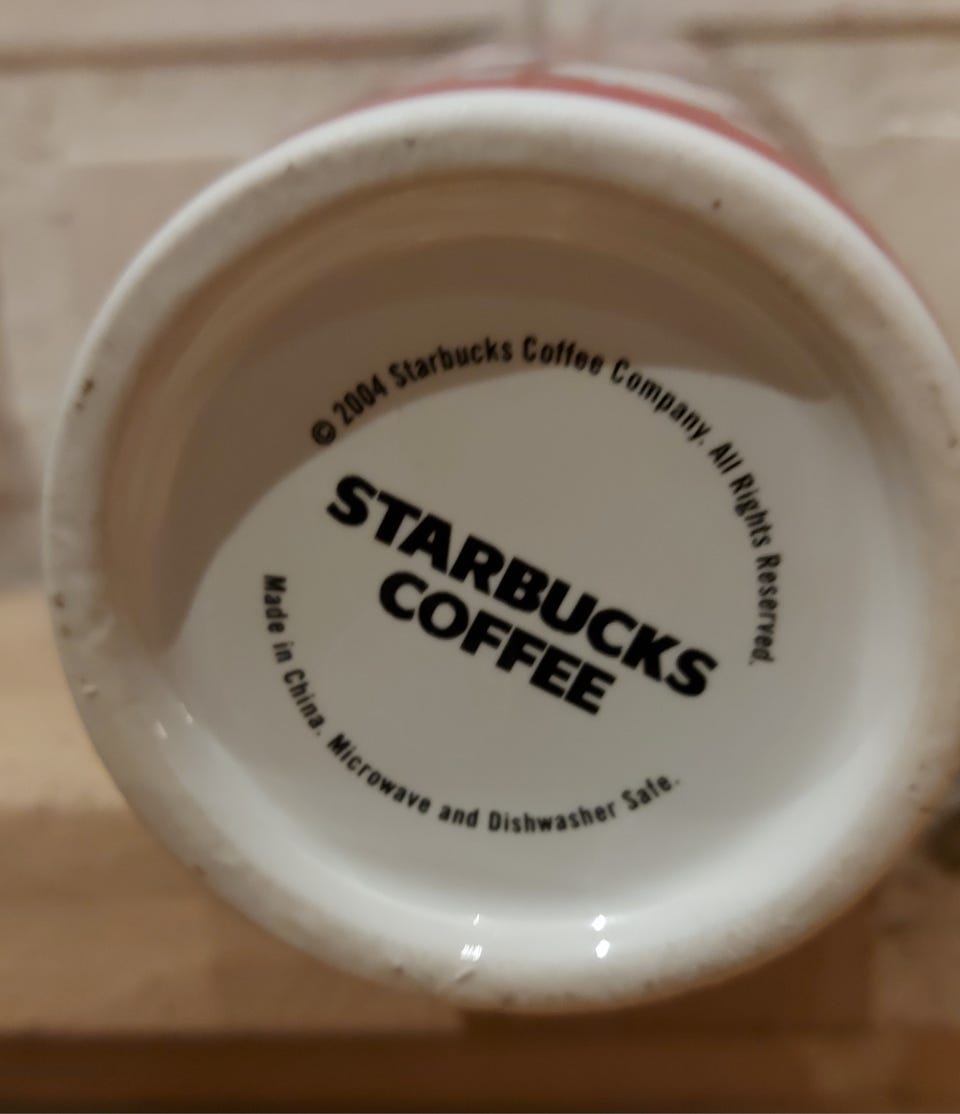 © 2004 Starbucks Coffee Company. All Rights Reserved.
STARBUCKS
COFFEE
Made in China. Microwave and Dishwasher Safe.